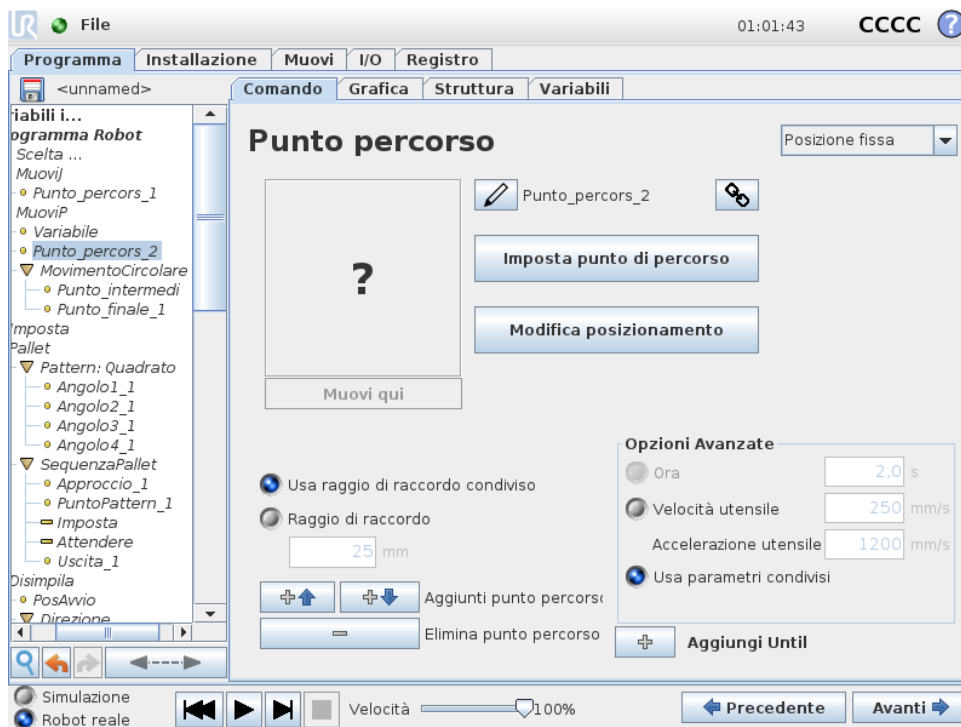 UR File 01:01:43 CCCC ?
Programma Installazione Muovi I/O Registro
<unnamed>
Comando Grafica Struttura Variabili
riabili i...
ogramma Robot
Scelta ...
MuoviJ
Punto_percors_1
MuoviP
Variabile
Punto_percors_2
MovimentoCircolare
Punto_intermedi
Punto_finale_1
Imposta
Pallet
Pattern: Quadrato
Angolo1_1
Angolo2_1
Angolo3_1
Angolo4_1
SequenzaPallet
Approccio_1
PuntoPattern_1
Imposta
Attendere
Uscita_1
Disimpila
PosAvvio
Direzione
Punto percorso
Posizione fissa
?
Punto_percors_2
Imposta punto di percorso
Modifica posizionamento
Muovi qui
Usa raggio di raccordo condiviso
Raggio di raccordo
25 mm
Aggiunti punto percorso
Elimina punto percorso
Opzioni Avanzate
Ora 2,0 s
Velocità utensile 250 mm/s
Accelerazione utensile 1200 mm/s
Usa parametri condivisi
Aggiungi Until
Simulazione
Robot reale
Velocità 100%
Precedente Avanti